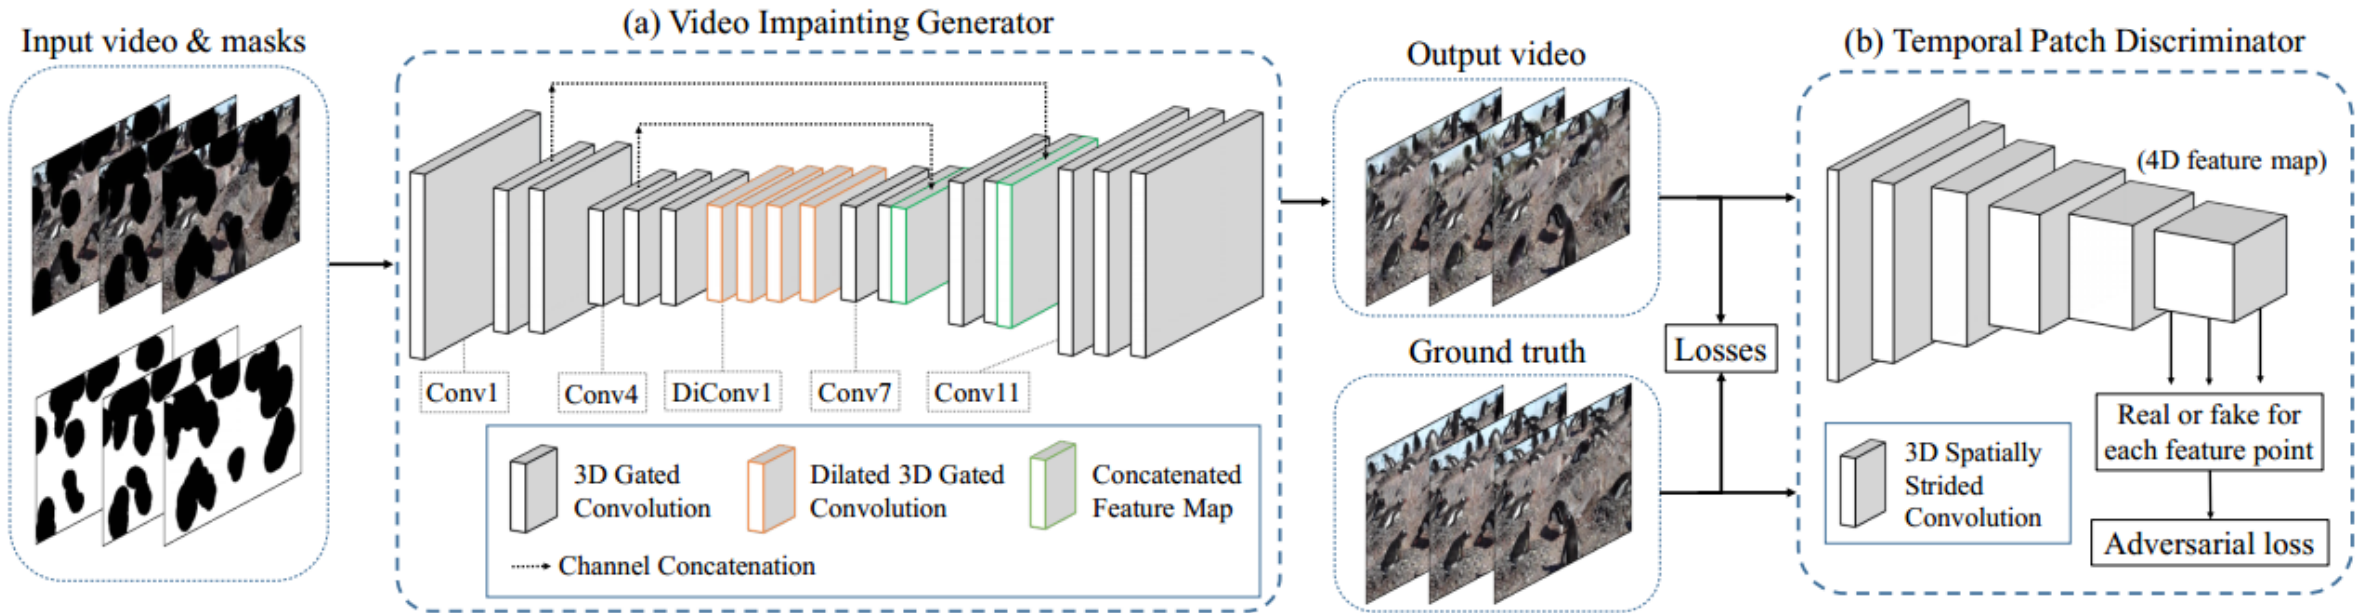 Input video & masks
(a) Video Impainting Generator
Conv1
Conv4
DiConv1
Conv7
Conv11
3D Gated
Convolution
Dilated 3D Gated
Convolution
Concatenated
Feature Map
Channel Concatenation
Output video
Ground truth
Losses
(b) Temporal Patch Discriminator
(4D feature map)
3D Spatially
Strided
Convolution
Real or fake for
each feature point
Adversarial loss